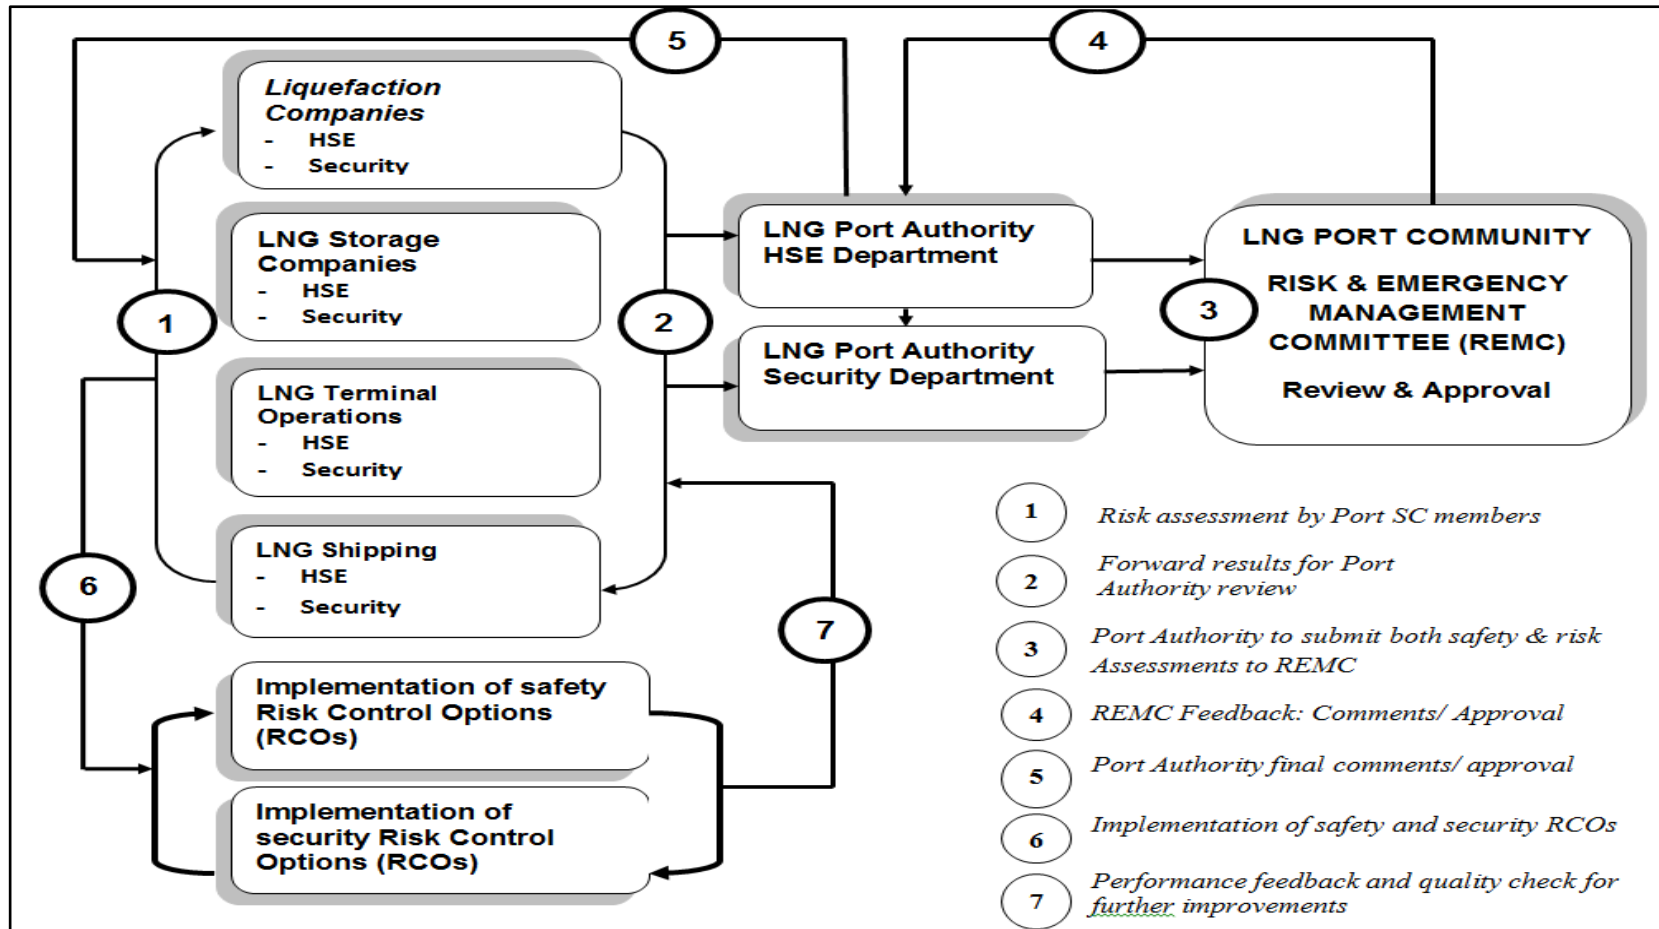 5
4
Liquefaction
Companies
- HSE
- Security
LNG Storage
Companies
- HSE
- Security
LNG Port Authority
HSE Department
LNG PORT COMMUNITY
RISK & EMERGENCY
MANAGEMENT
COMMITTEE (REMC)
Review & Approval
1
2
3
LNG Port Authority
Security Department
LNG Terminal
Operations
- HSE
- Security
LNG Shipping
- HSE
- Security
6
7
Implementation of safety
Risk Control Options
(RCOs)
Implementation of
security Risk Control
Options (RCOs)
1 Risk assessment by Port SC members
2 Forward results for Port
Authority review
3 Port Authority to submit both safety & risk
Assessments to REMC
4 REMC Feedback: Comments/ Approval
5 Port Authority final comments/ approval
6 Implementation of safety and security RCOs
7 Performance feedback and quality check for
further improvements